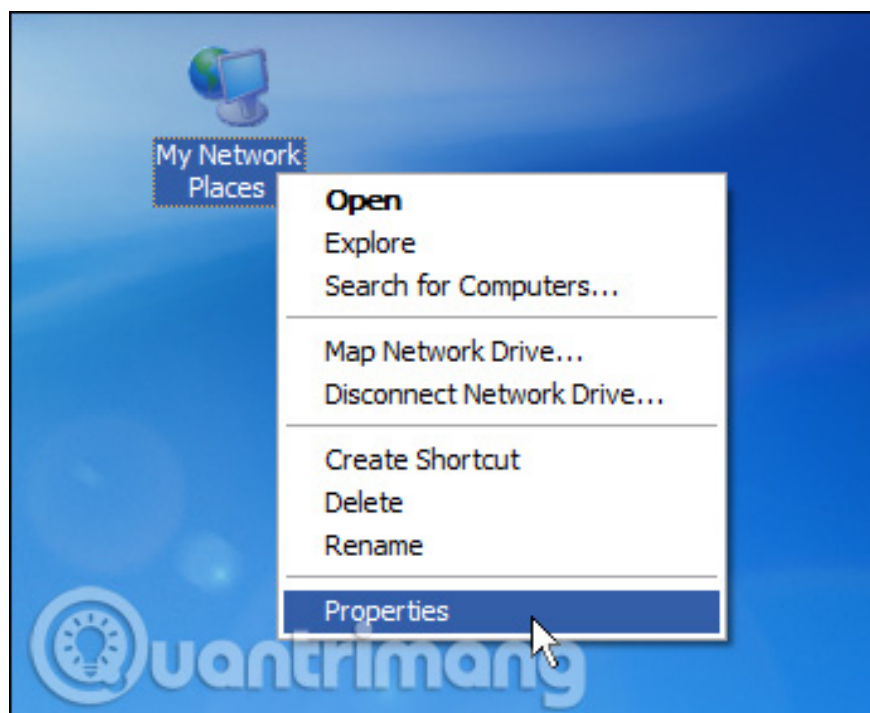 My Network
Places
Open
Explore
Search for Computers...
Map Network Drive...
Disconnect Network Drive...
Create Shortcut
Delete
Rename
Properties
Quantrimang